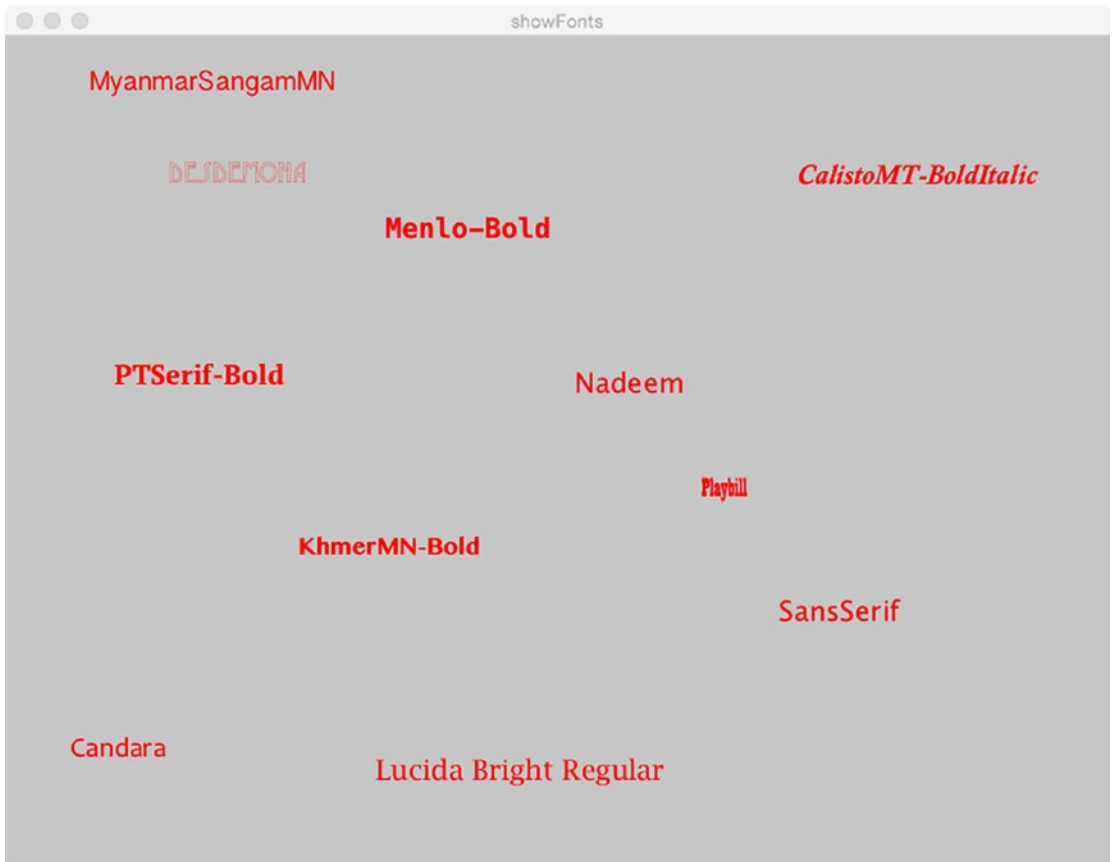 showFonts
MyanmarSangamMN
DESDEMONA
CalistoMT-BoldItalic
Menlo-Bold
PTSerif-Bold
Nadeem
Playbill
KhmerMN-Bold
SansSerif
Candara
Lucida Bright Regular